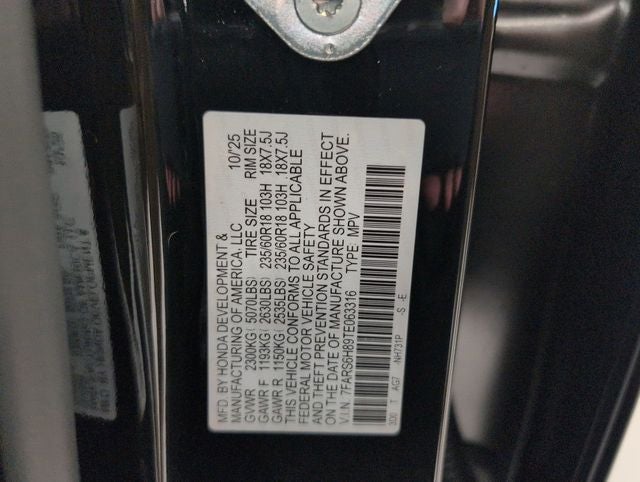 MFD. BY HONDA DEVELOPMENT & 10/'25
MANUFACTURING OF AMERICA, LLC
GVWR 2300KG( 5070LBS) TIRE SIZE RIM SIZE
GAWR F 1193KG( 2630LBS) 235/60R18 103H 18X7.5J
GAWR R 1150KG( 2535LBS) 235/60R18 103H 18X7.5J
THIS VEHICLE CONFORMS TO ALL APPLICABLE
FEDERAL MOTOR VEHICLE SAFETY
AND THEFT PREVENTION STANDARDS IN EFFECT
ON THE DATE OF MANUFACTURE SHOWN ABOVE.
V.I.N. 7FARS6H89TE063316 TYPE: MPV
3D0 T AG7 -NH731P -S -E